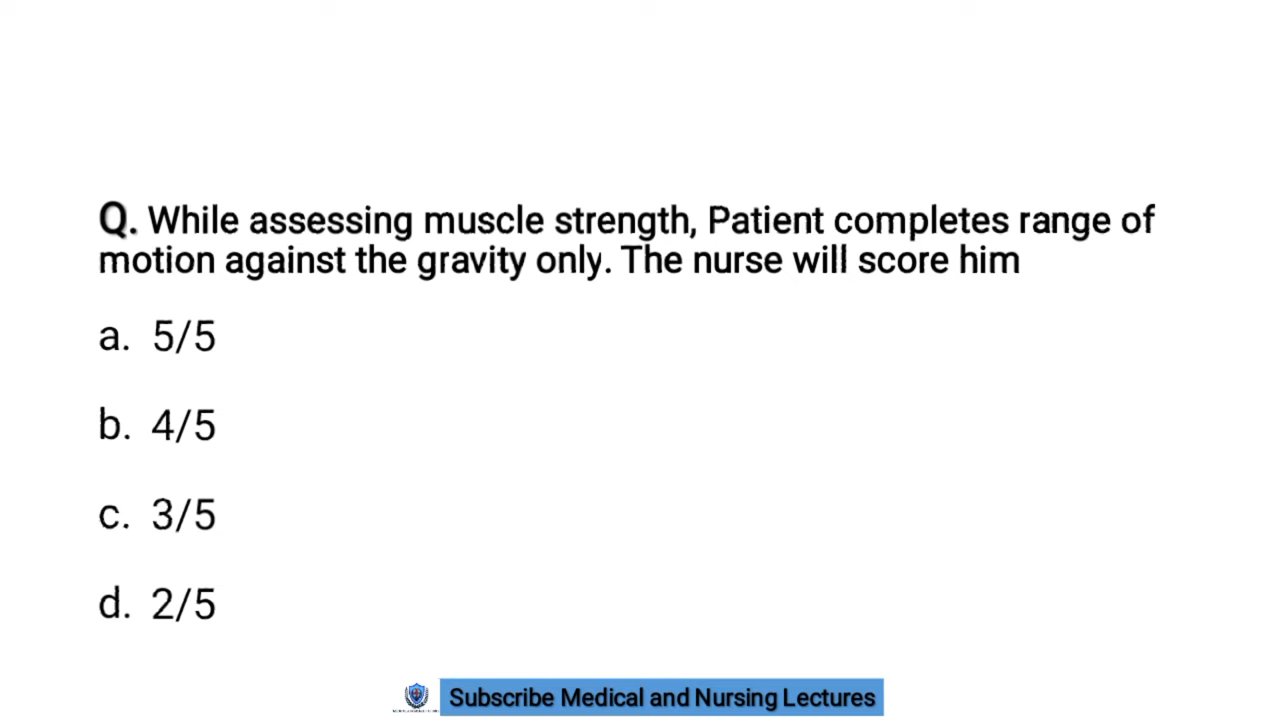 Q. While assessing muscle strength, Patient completes range of
motion against the gravity only. The nurse will score him
a. 5/5
b. 4/5
c. 3/5
d. 2/5
Subscribe Medical and Nursing Lectures